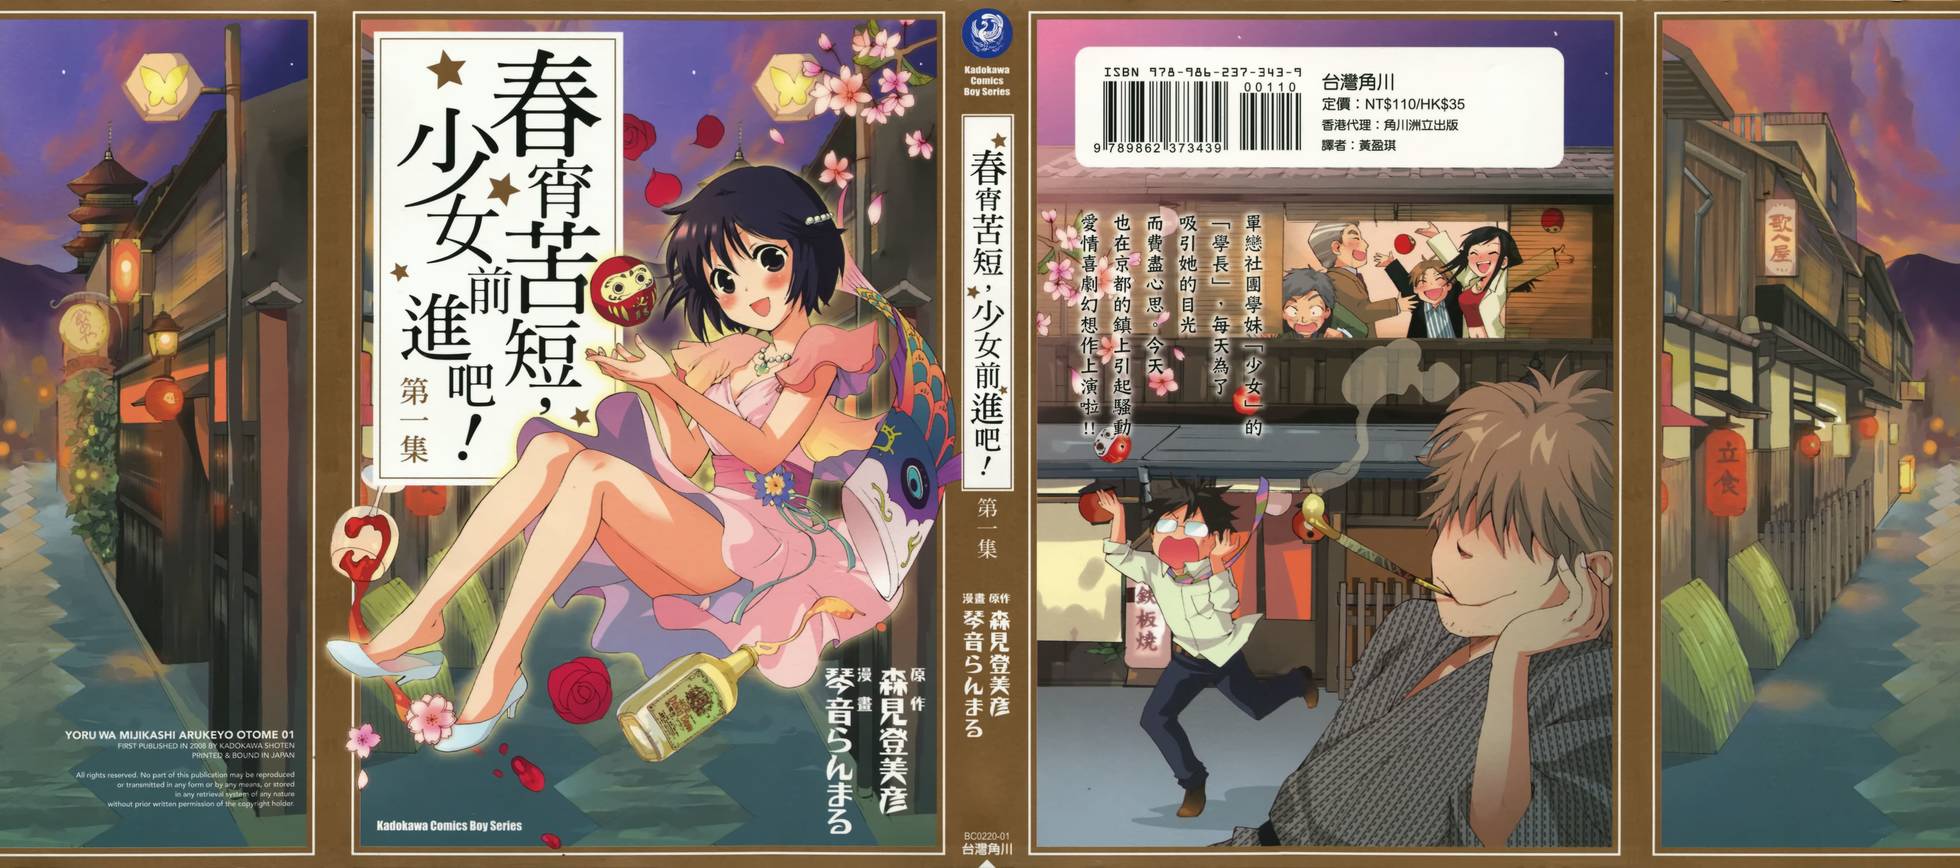 YORU WA MIJIKASHI ARUKEYO OTOME 01
FIRST PUBLISHED IN 2008 BY KADOKAWA SHOTEN
PRINTED & BOUND IN JAPAN
All rights reserved. No part of this publication may be reproduced
or transmitted in any form or by any means, or stored
in any retrieval system of any nature
without prior written permission of the copyright holder.
春宵苦短，
少女前進吧！
第一集
原作
森見登美彥
漫畫
琴音らんまる
Kadokawa Comics Boy Series
Kadokawa
Comics
Boy Series
春宵苦短，少女前進吧！
第一集
原作 森見登美彥
漫畫 琴音らんまる
BC0220-01
台灣角川
ISBN 978-986-237-343-9
00110
9 789862 373439
台灣角川
定價：NT$110/HK$35
香港代理：角川洲立出版
譯者：黃盈琪
單戀社團學妹「少女」的
「學長」，每天為了
吸引她的目光
而費盡心思。今天
也在京都的鎮上引起騷動
愛情喜劇幻想作上演啦!!
鉄板焼
歌八屋
立食